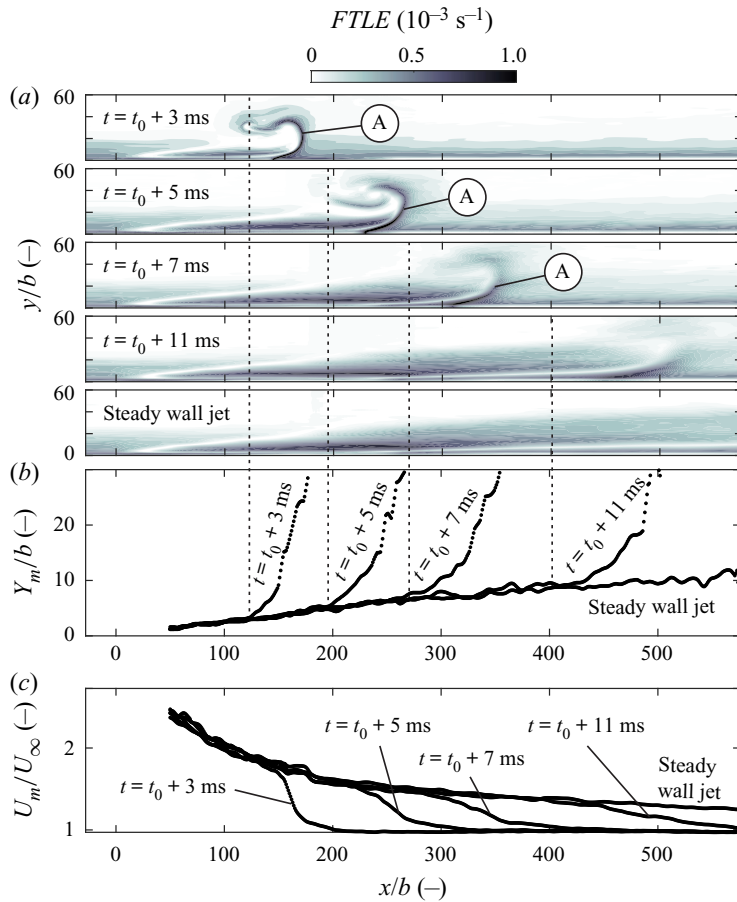 FTLE (10⁻³ s⁻¹)
0 0.5 1.0
(a)
60
t = t₀ + 3 ms
A
60
t = t₀ + 5 ms
A
y/b (–)
60
t = t₀ + 7 ms
A
60
t = t₀ + 11 ms
60
Steady wall jet
0
(b)
Yₘ/b (–)
20
10
0
t = t₀ + 3 ms
t = t₀ + 5 ms
t = t₀ + 7 ms
t = t₀ + 11 ms
Steady wall jet
0 100 200 300 400 500
(c)
Uₘ/U∞ (–)
2
1
t = t₀ + 3 ms
t = t₀ + 5 ms
t = t₀ + 7 ms
t = t₀ + 11 ms
Steady
wall jet
0 100 200 300 400 500
x/b (–)